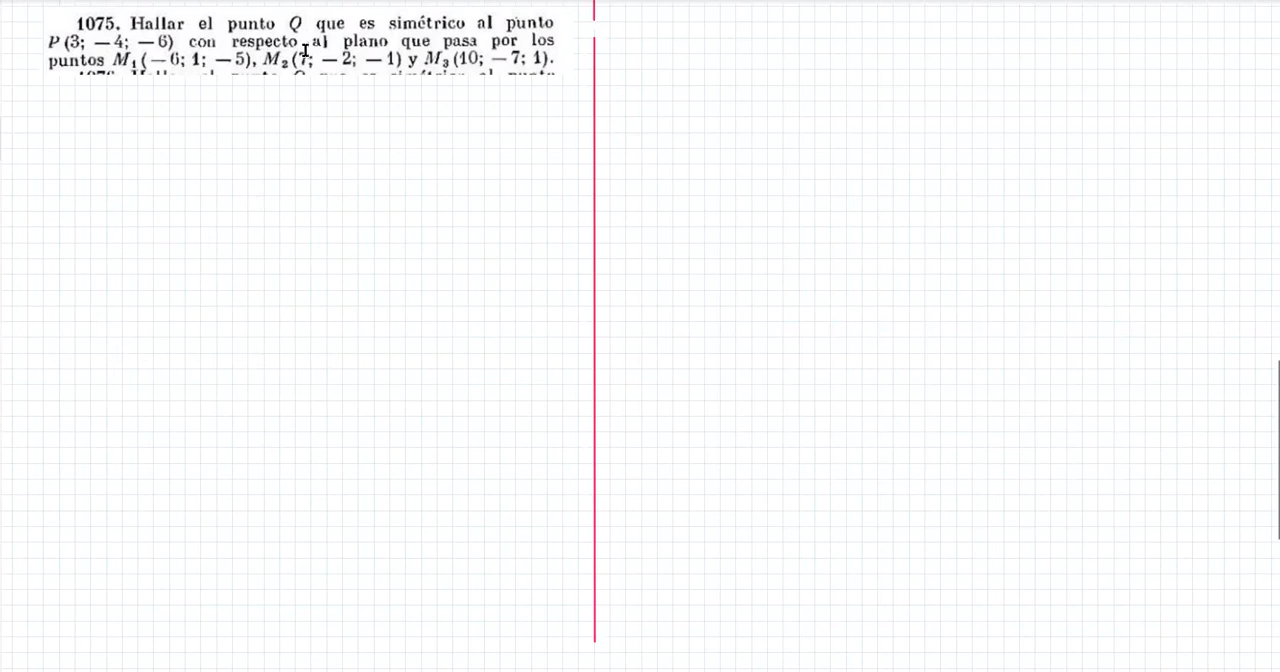 1075. Hallar el punto Q que es simétrico al punto
P (3; — 4; — 6) con respecto al plano que pasa por los
puntos M₁ (— 6; 1; — 5), M₂ (7; — 2; — 1) y M₃ (10; — 7; 1).